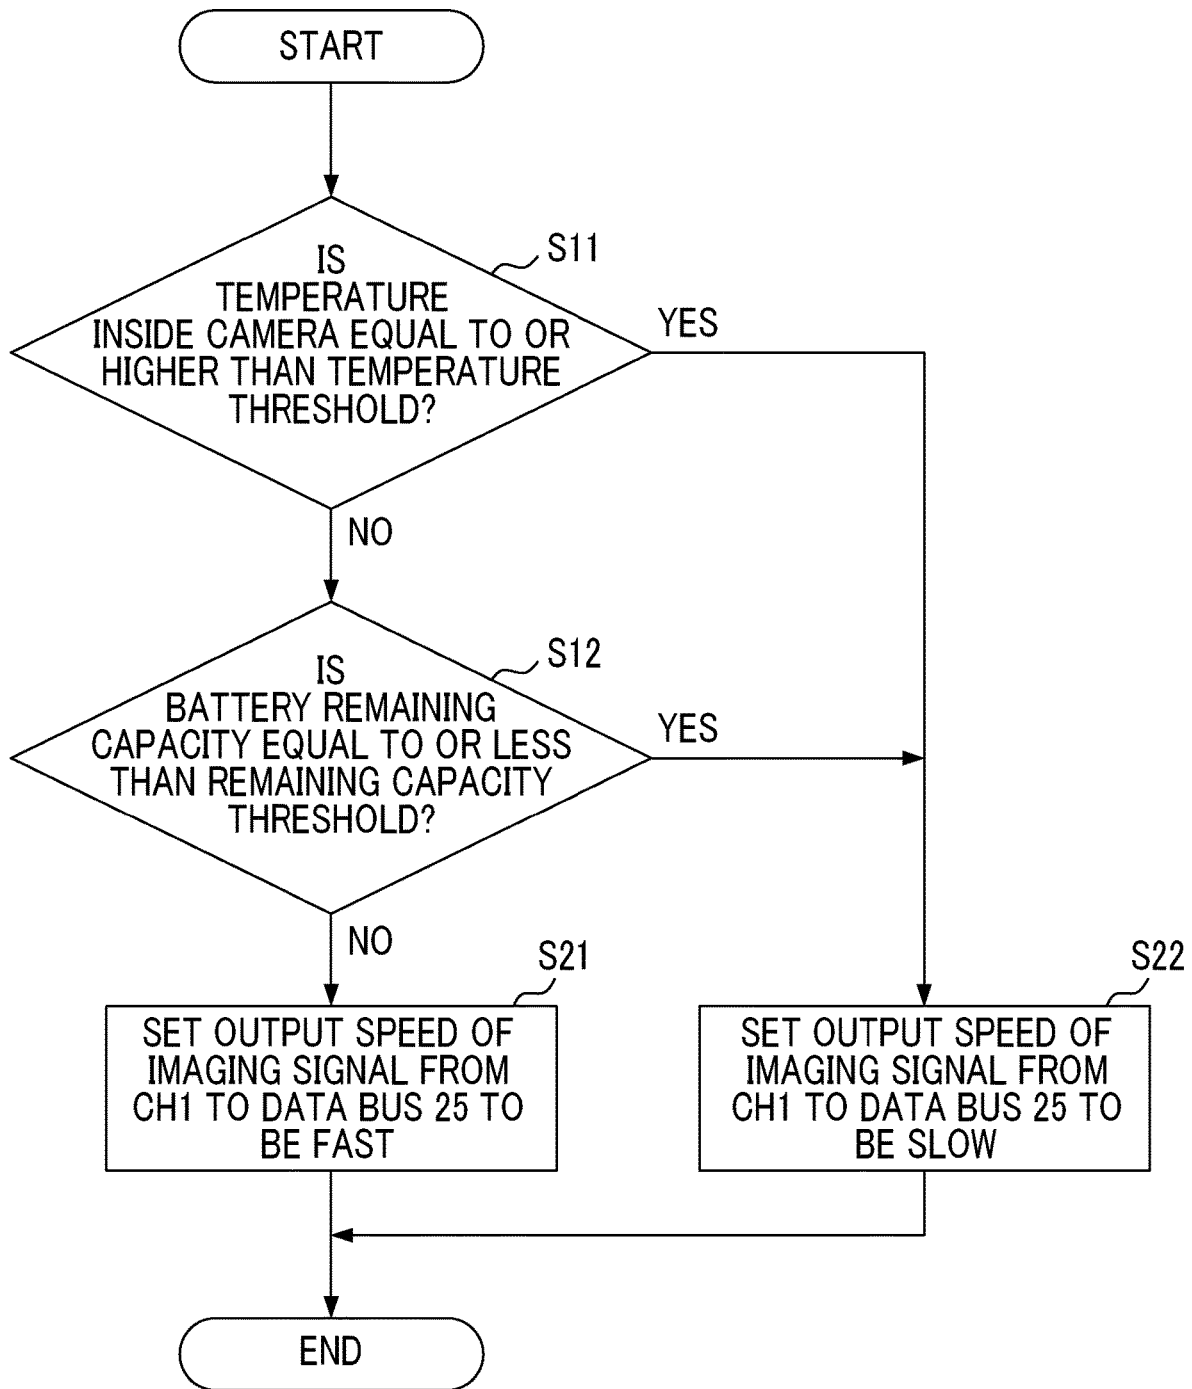 START
S11
IS
TEMPERATURE
INSIDE CAMERA EQUAL TO OR
HIGHER THAN TEMPERATURE
THRESHOLD?
YES
NO
S12
IS
BATTERY REMAINING
CAPACITY EQUAL TO OR LESS
THAN REMAINING CAPACITY
THRESHOLD?
YES
NO
S21
SET OUTPUT SPEED OF
IMAGING SIGNAL FROM
CH1 TO DATA BUS 25 TO
BE FAST
S22
SET OUTPUT SPEED OF
IMAGING SIGNAL FROM
CH1 TO DATA BUS 25 TO
BE SLOW
END